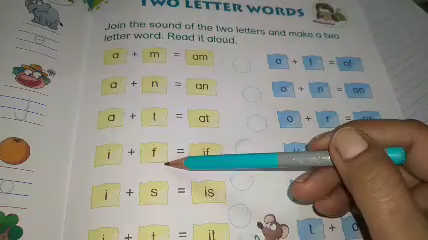 TWO LETTER WORDS
Join the sound of the two letters and make a two
letter word. Read it aloud.
a + m = am
a + n = an
a + t = at
i + f = if
i + s = is
i + t = it
o + f = of
o + n = on
o + r =
t +